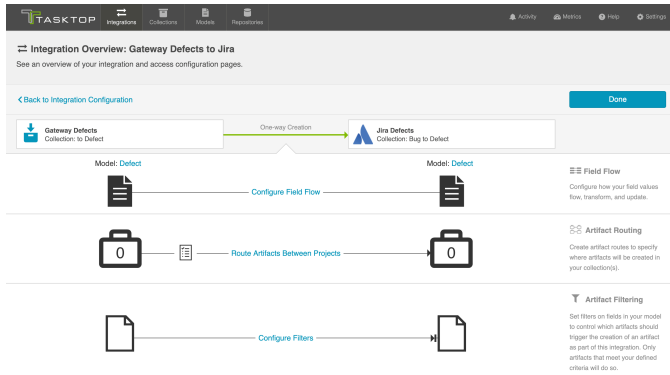 TASKTOP
Integrations
Collections
Models
Repositories
Activity
Metrics
Help
Settings
Integration Overview: Gateway Defects to Jira
See an overview of your integration and access configuration pages.
Back to Integration Configuration
Done
Gateway Defects
Collection: to Defect
One-way Creation
Jira Defects
Collection: Bug to Defect
Model: Defect
Model: Defect
Configure Field Flow
Field Flow
Configure how your field values
flow, transform, and update.
0
Route Artifacts Between Projects
0
Artifact Routing
Create artifact routes to specify
where artifacts will be created in
your collection(s).
Configure Filters
Artifact Filtering
Set filters on fields in your model
to control which artifacts should
trigger the creation of an artifact
as part of this integration. Only
artifacts that meet your defined
criteria will do so.